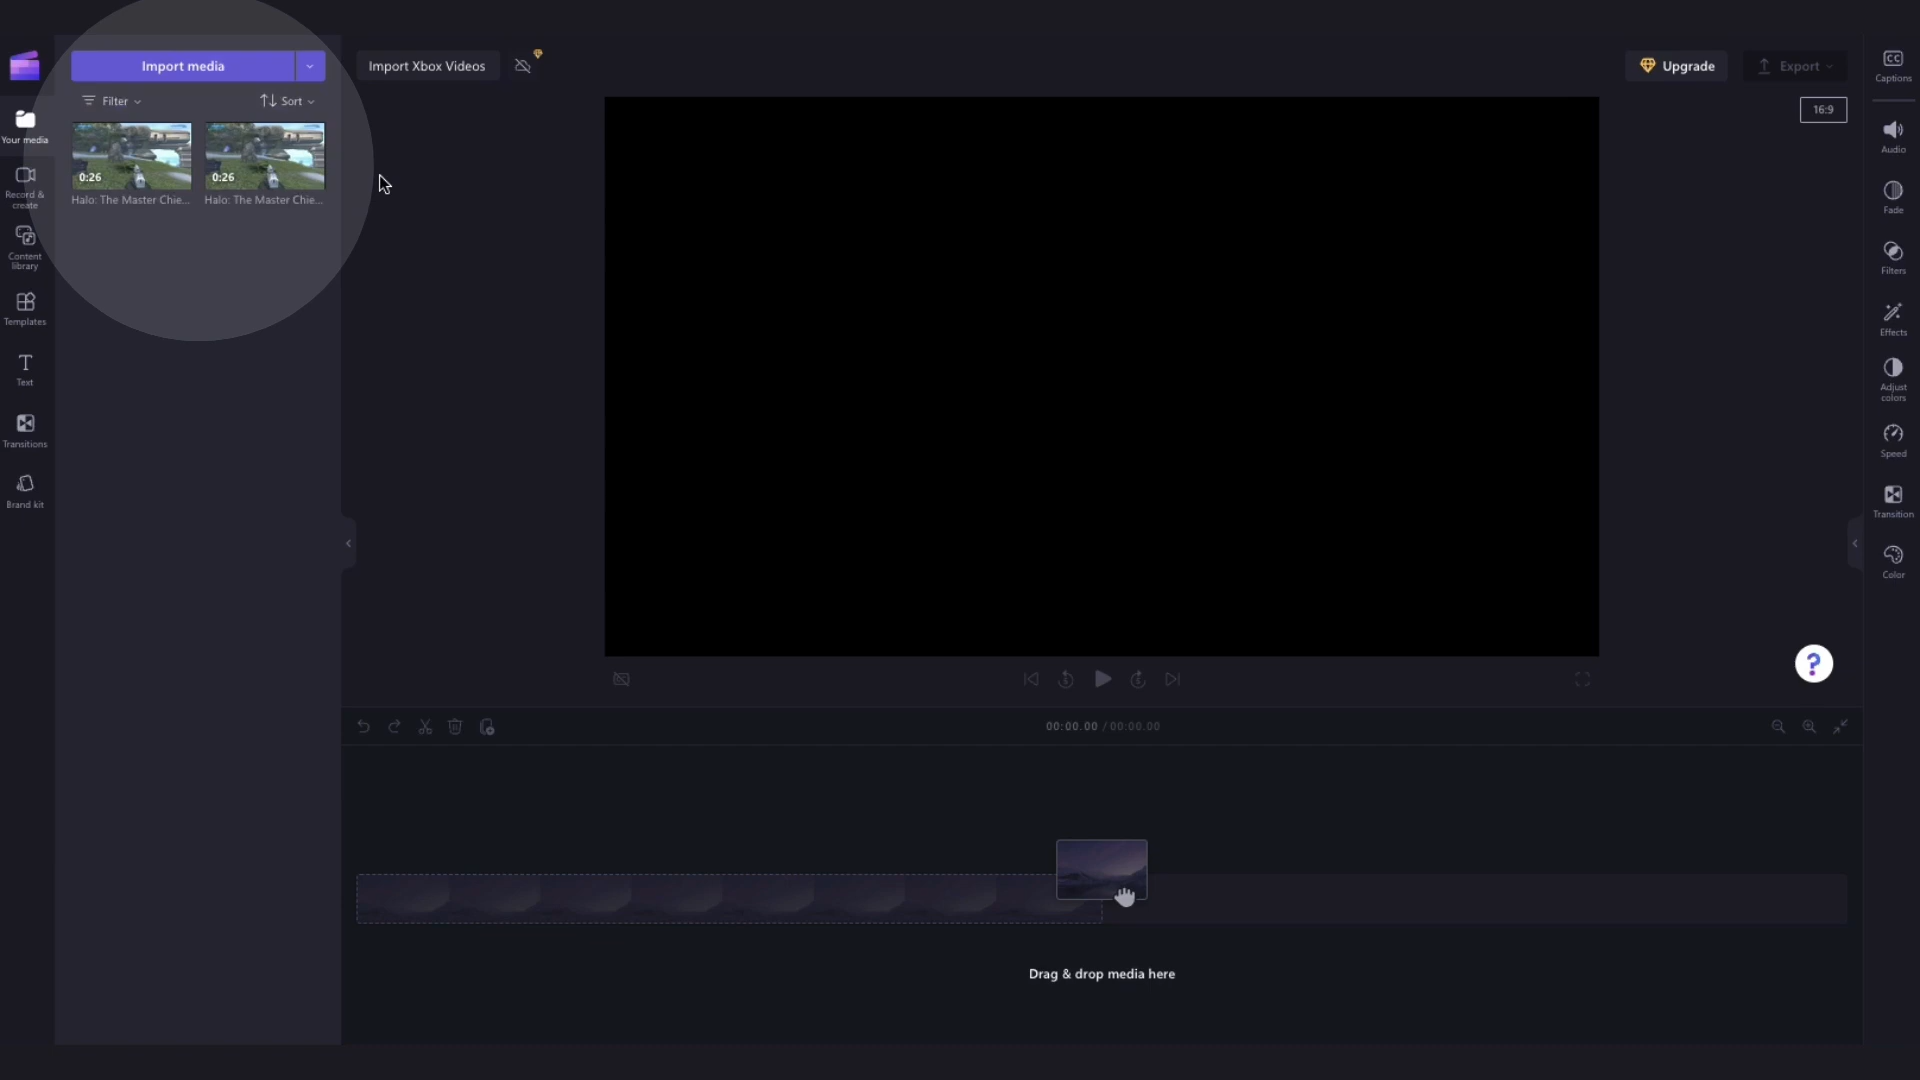 Import media
Import Xbox Videos
Upgrade
Export
Captions
Filter
Sort
16:9
Your media
0:26
0:26
Halo: The Master Chie...
Halo: The Master Chie...
Record &
create
Content
library
Templates
Text
Transitions
Brand kit
Audio
Fade
Filters
Effects
Adjust
colors
Speed
Transition
Color
?
00:00.00 / 00:00.00
Drag & drop media here